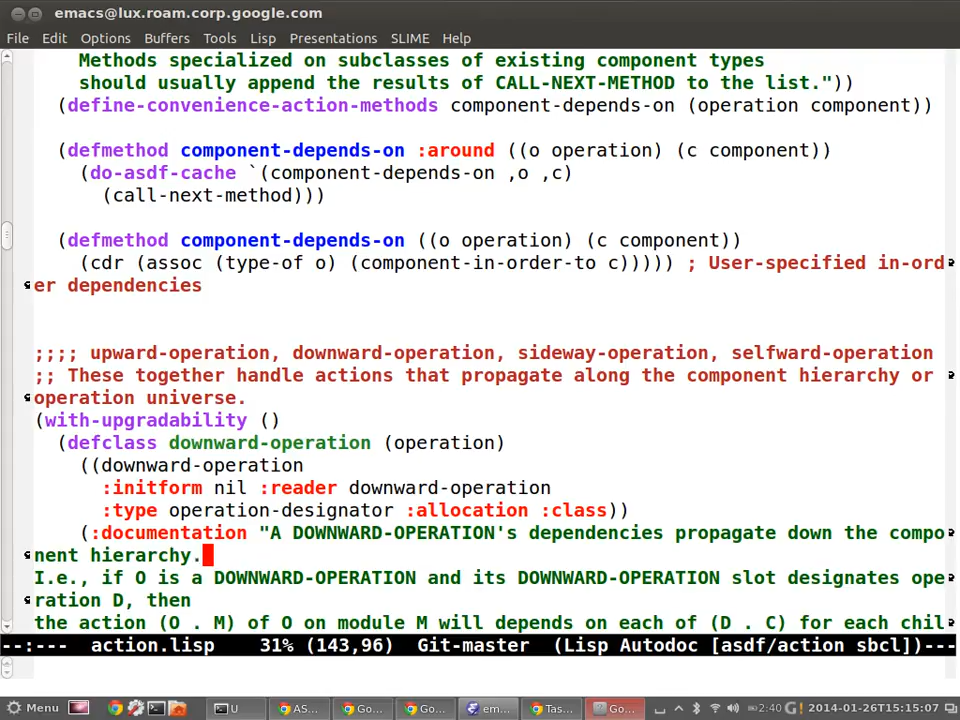 emacs@lux.roam.corp.google.com
File Edit Options Buffers Tools Lisp Presentations SLIME Help
Methods specialized on subclasses of existing component types
should usually append the results of CALL-NEXT-METHOD to the list."))
(define-convenience-action-methods component-depends-on (operation component))
(defmethod component-depends-on :around ((o operation) (c component))
(do-asdf-cache `(component-depends-on ,o ,c)
(call-next-method)))
(defmethod component-depends-on ((o operation) (c component))
(cdr (assoc (type-of o) (component-in-order-to c))))) ; User-specified in-ord
er dependencies
;;;; upward-operation, downward-operation, sideway-operation, selfward-operation
;; These together handle actions that propagate along the component hierarchy or
operation universe.
(with-upgradability ()
(defclass downward-operation (operation)
((downward-operation
:initform nil :reader downward-operation
:type operation-designator :allocation :class))
(:documentation "A DOWNWARD-OPERATION's dependencies propagate down the compo
nent hierarchy.
I.e., if O is a DOWNWARD-OPERATION and its DOWNWARD-OPERATION slot designates ope
ration D, then
the action (O . M) of O on module M will depends on each of (D . C) for each chil
--:--- action.lisp 31% (143,96) Git-master (Lisp Autodoc [asdf/action sbcl])---
Menu U AS... Go... Go... em... Tas... Go... 2:40 2014-01-26T15:15:07